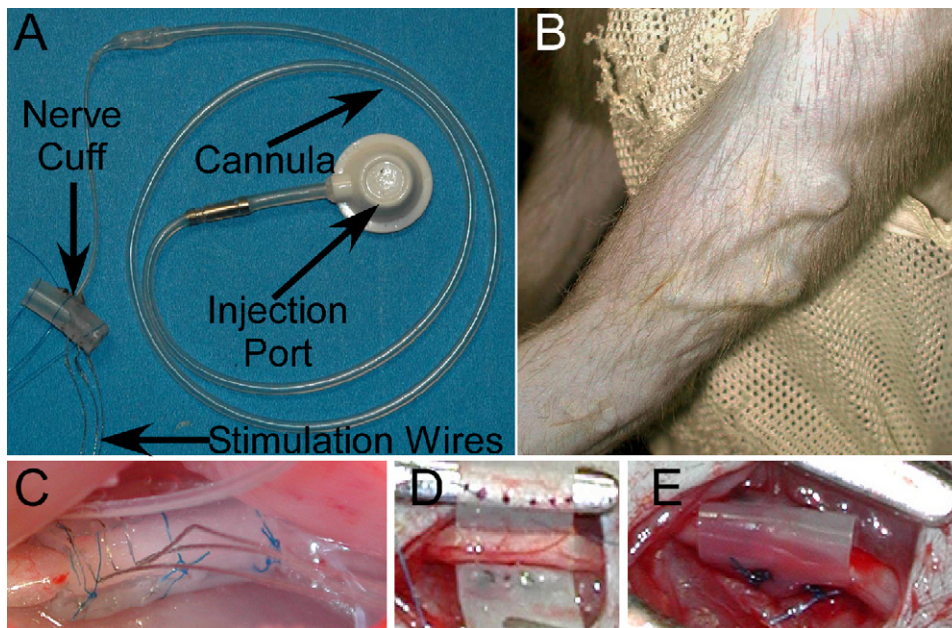 A
B
Nerve
Cuff
Cannula
Injection
Port
Stimulation Wires
C
D
E